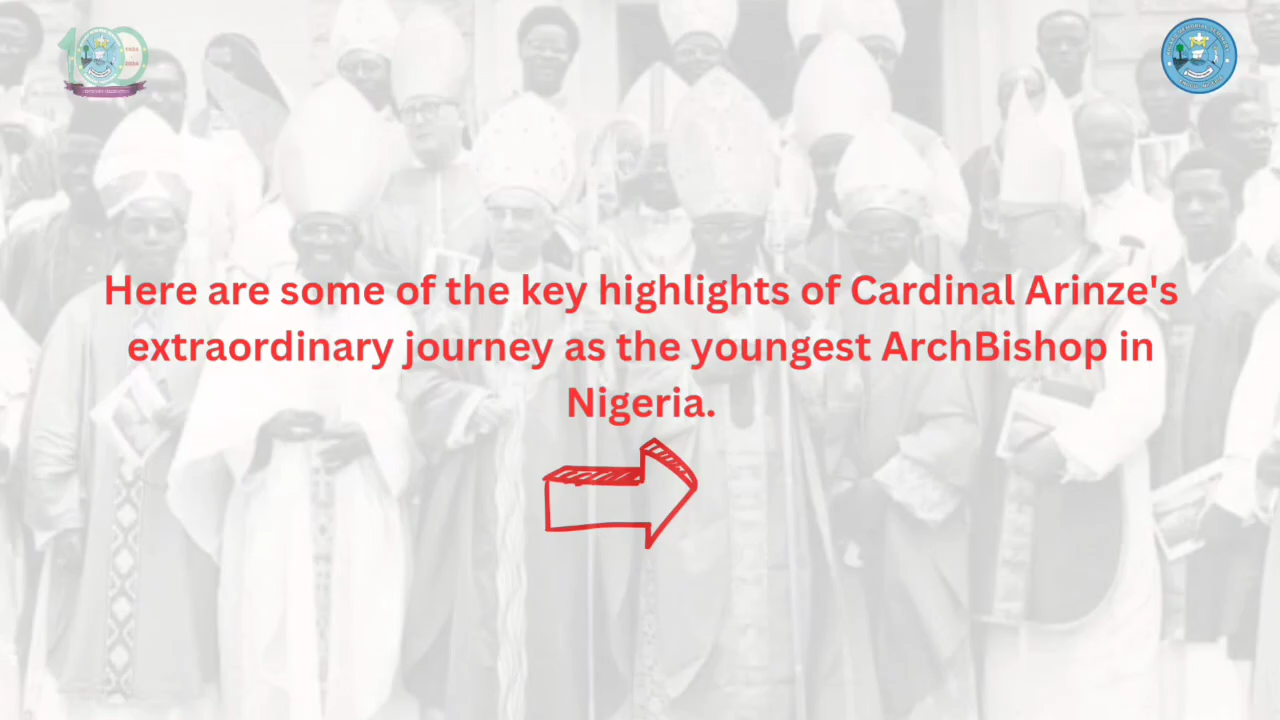 Here are some of the key highlights of Cardinal Arinze's
extraordinary journey as the youngest ArchBishop in
Nigeria.